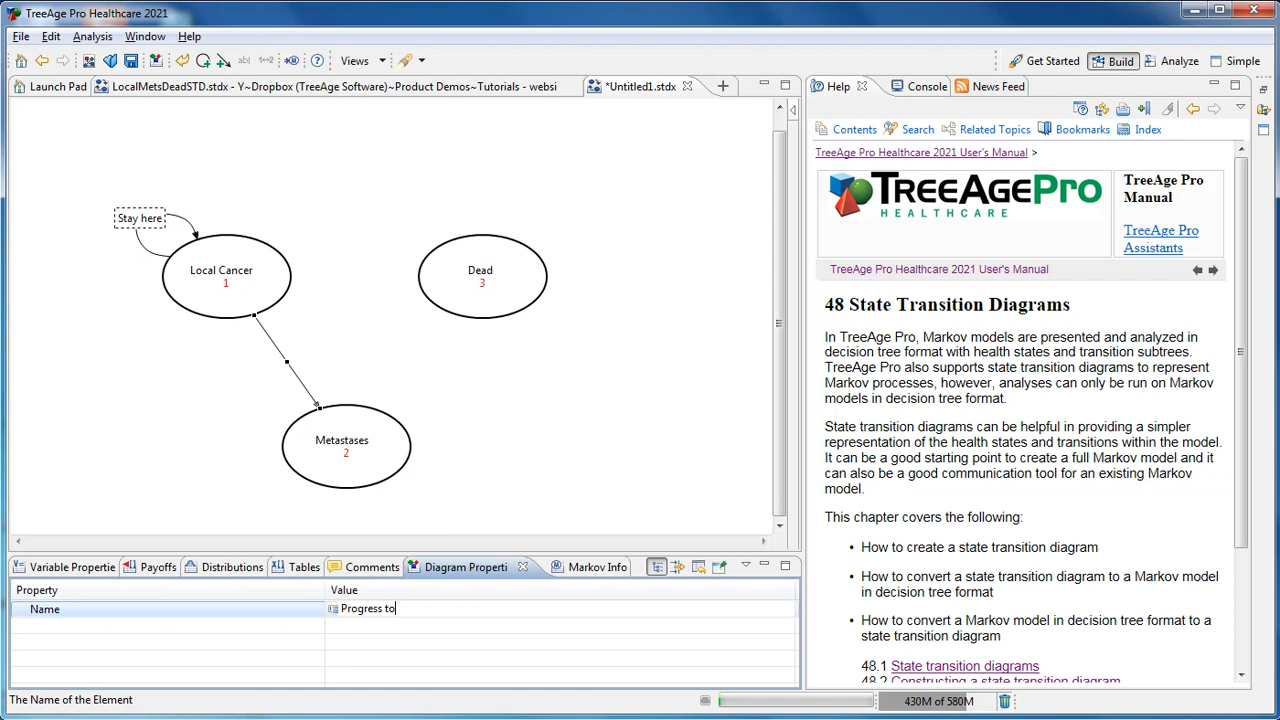 TreeAge Pro Healthcare 2021
File Edit Analysis Window Help
abl Views Get Started Build Analyze Simple
Launch Pad LocalMetsDeadSTD.stdx - Y~Dropbox (TreeAge Software)~Product Demos~Tutorials - websi *Untitled1.stdx
Help Console News Feed
Contents Search Related Topics Bookmarks Index
TreeAge Pro Healthcare 2021 User's Manual >
TREEAGEPRO
HEALTHCARE
TreeAge Pro
Manual
TreeAge Pro
Assistants
TreeAge Pro Healthcare 2021 User's Manual
48 State Transition Diagrams
In TreeAge Pro, Markov models are presented and analyzed in
decision tree format with health states and transition subtrees.
TreeAge Pro also supports state transition diagrams to represent
Markov processes, however, analyses can only be run on Markov
models in decision tree format.
State transition diagrams can be helpful in providing a simpler
representation of the health states and transitions within the model.
It can be a good starting point to create a full Markov model and it
can also be a good communication tool for an existing Markov
model.
This chapter covers the following:
• How to create a state transition diagram
• How to convert a state transition diagram to a Markov model
in decision tree format
• How to convert a Markov model in decision tree format to a
state transition diagram
48.1 State transition diagrams
48.2 Constructing a state transition diagram
Stay here
Local Cancer
1
Dead
3
Metastases
2
Variable Propertie Payoffs Distributions Tables Comments Diagram Properti Markov Info
Property Value
Name Progress to
The Name of the Element
430M of 580M